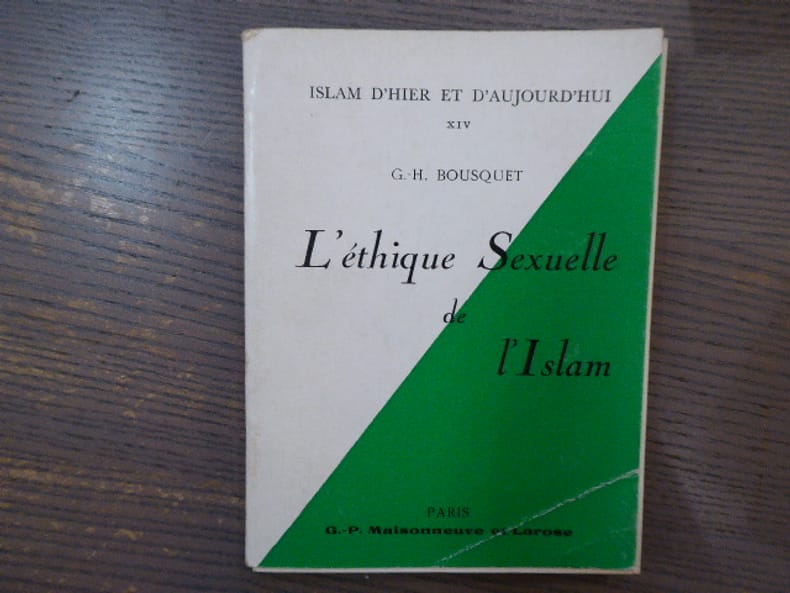 ISLAM D'HIER ET D'AUJOURD'HUI
XIV
G.-H. BOUSQUET
L'éthique Sexuelle
de
l'Islam
PARIS
G.-P. Maisonneuve et Larose